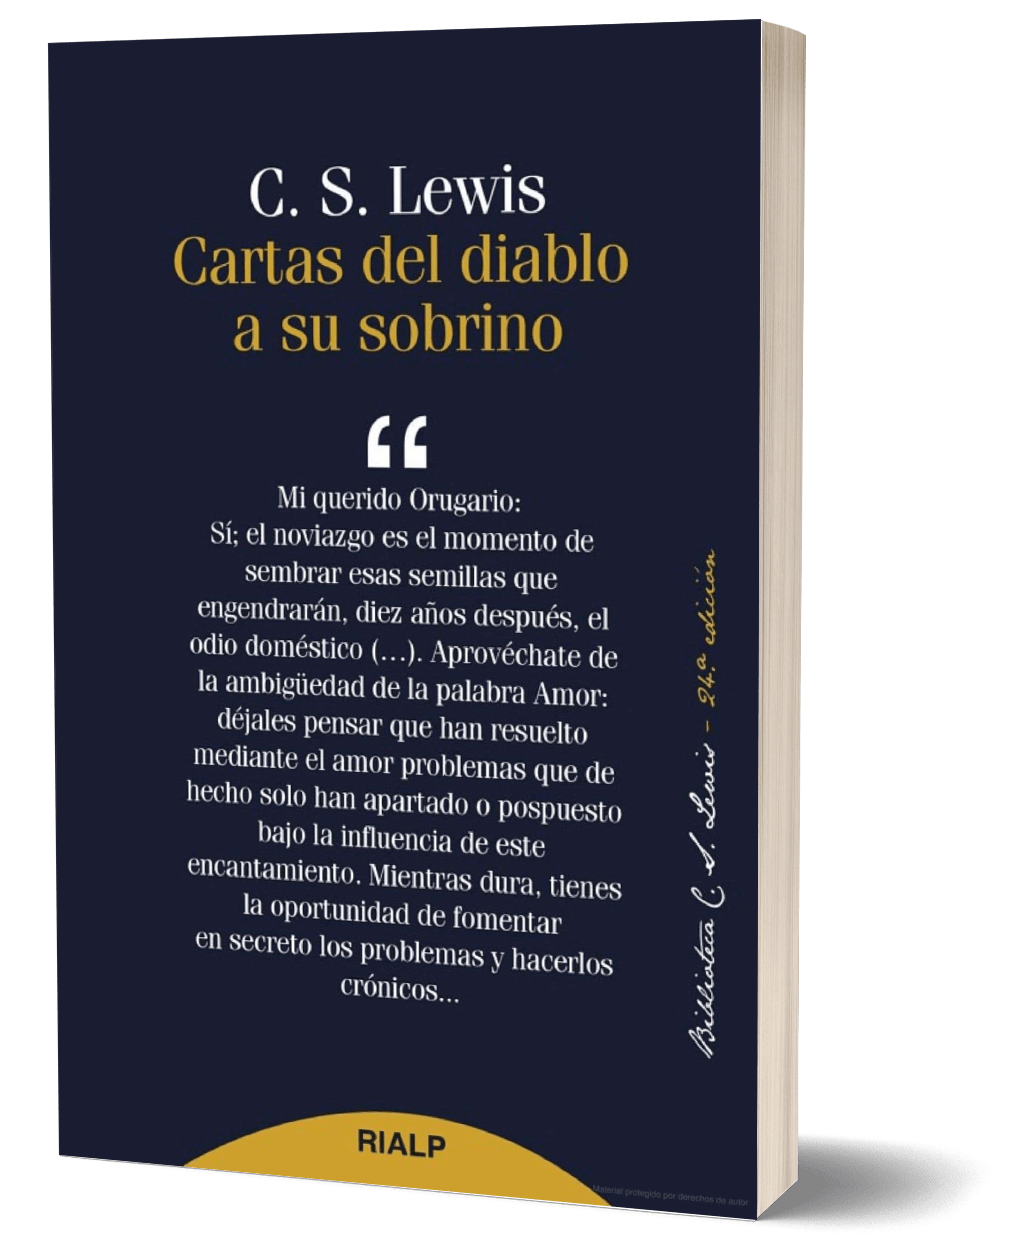 C. S. Lewis
Cartas del diablo
a su sobrino
“
Mi querido Orugario:
Sí; el noviazgo es el momento de
sembrar esas semillas que
engendrarán, diez años después, el
odio doméstico (...). Aprovéchate de
la ambigüedad de la palabra Amor:
déjales pensar que han resuelto
mediante el amor problemas que de
hecho solo han apartado o pospuesto
bajo la influencia de este
encantamiento. Mientras dura, tienes
la oportunidad de fomentar
en secreto los problemas y hacerlos
crónicos...
Biblioteca C. S. Lewis - 24.ª edición
RIALP
Material protegido por derechos de autor